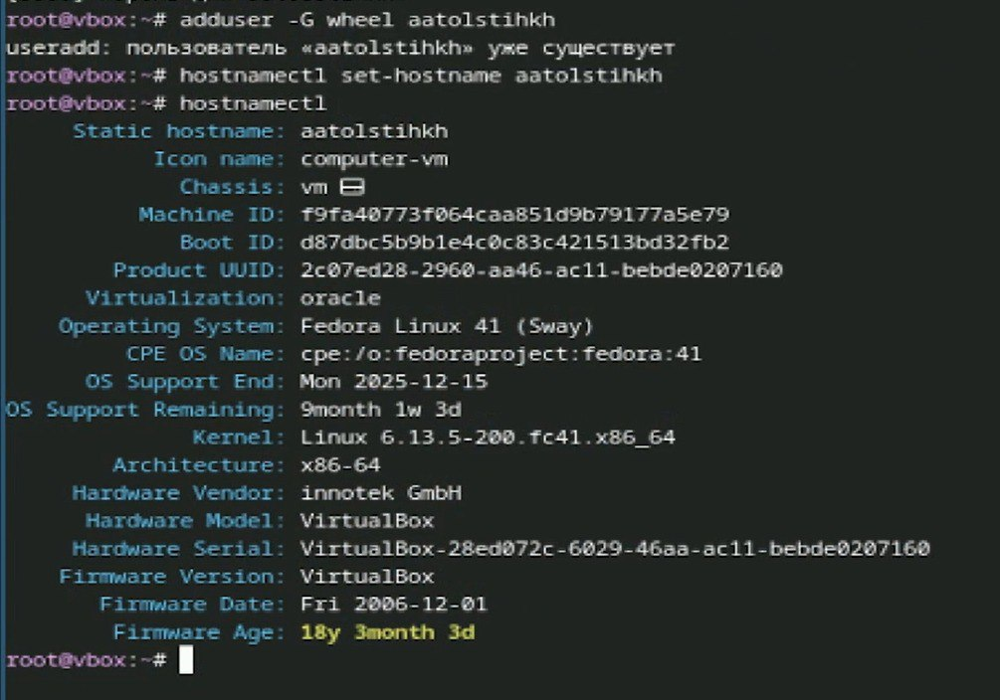 root@vbox:~# adduser -G wheel aatolstihkh
useradd: пользователь «aatolstihkh» уже существует
root@vbox:~# hostnamectl set-hostname aatolstihkh
root@vbox:~# hostnamectl
Static hostname: aatolstihkh
Icon name: computer-vm
Chassis: vm
Machine ID: f9fa40773f064caa851d9b79177a5e79
Boot ID: d87dbc5b9b1e4c0c83c421513bd32fb2
Product UUID: 2c07ed28-2960-aa46-ac11-bebde0207160
Virtualization: oracle
Operating System: Fedora Linux 41 (Sway)
CPE OS Name: cpe:/o:fedoraproject:fedora:41
OS Support End: Mon 2025-12-15
OS Support Remaining: 9month 1w 3d
Kernel: Linux 6.13.5-200.fc41.x86_64
Architecture: x86-64
Hardware Vendor: innotek GmbH
Hardware Model: VirtualBox
Hardware Serial: VirtualBox-28ed072c-6029-46aa-ac11-bebde0207160
Firmware Version: VirtualBox
Firmware Date: Fri 2006-12-01
Firmware Age: 18y 3month 3d
root@vbox:~#